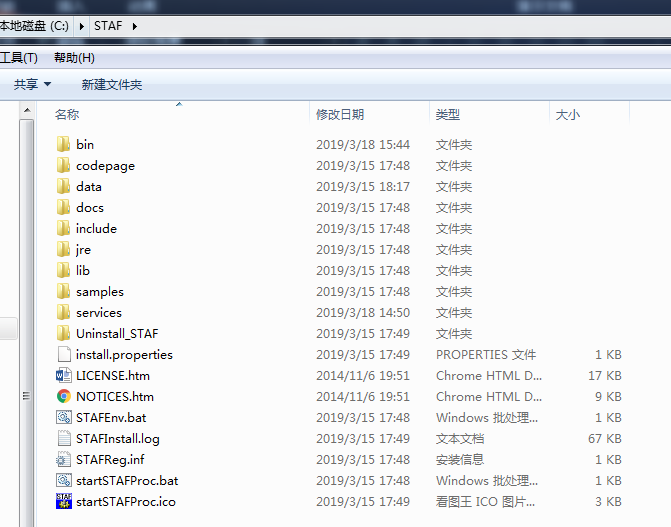 本地磁盘 (C:) ▸ STAF ▸
工具(T) 帮助(H)
共享 新建文件夹
名称 修改日期 类型 大小
bin 2019/3/18 15:44 文件夹
codepage 2019/3/15 17:48 文件夹
data 2019/3/15 18:17 文件夹
docs 2019/3/15 17:48 文件夹
include 2019/3/15 17:48 文件夹
jre 2019/3/15 17:48 文件夹
lib 2019/3/15 17:48 文件夹
samples 2019/3/15 17:48 文件夹
services 2019/3/18 14:50 文件夹
Uninstall_STAF 2019/3/15 17:49 文件夹
install.properties 2019/3/15 17:49 PROPERTIES 文件 1 KB
LICENSE.htm 2014/11/6 19:51 Chrome HTML D... 17 KB
NOTICES.htm 2014/11/6 19:51 Chrome HTML D... 9 KB
STAFEnv.bat 2019/3/15 17:48 Windows 批处理... 1 KB
STAFInstall.log 2019/3/15 17:49 文本文档 67 KB
STAFReg.inf 2019/3/15 17:48 安装信息 1 KB
startSTAFProc.bat 2019/3/15 17:48 Windows 批处理... 1 KB
startSTAFProc.ico 2019/3/15 17:49 看图王 ICO 图片... 3 KB